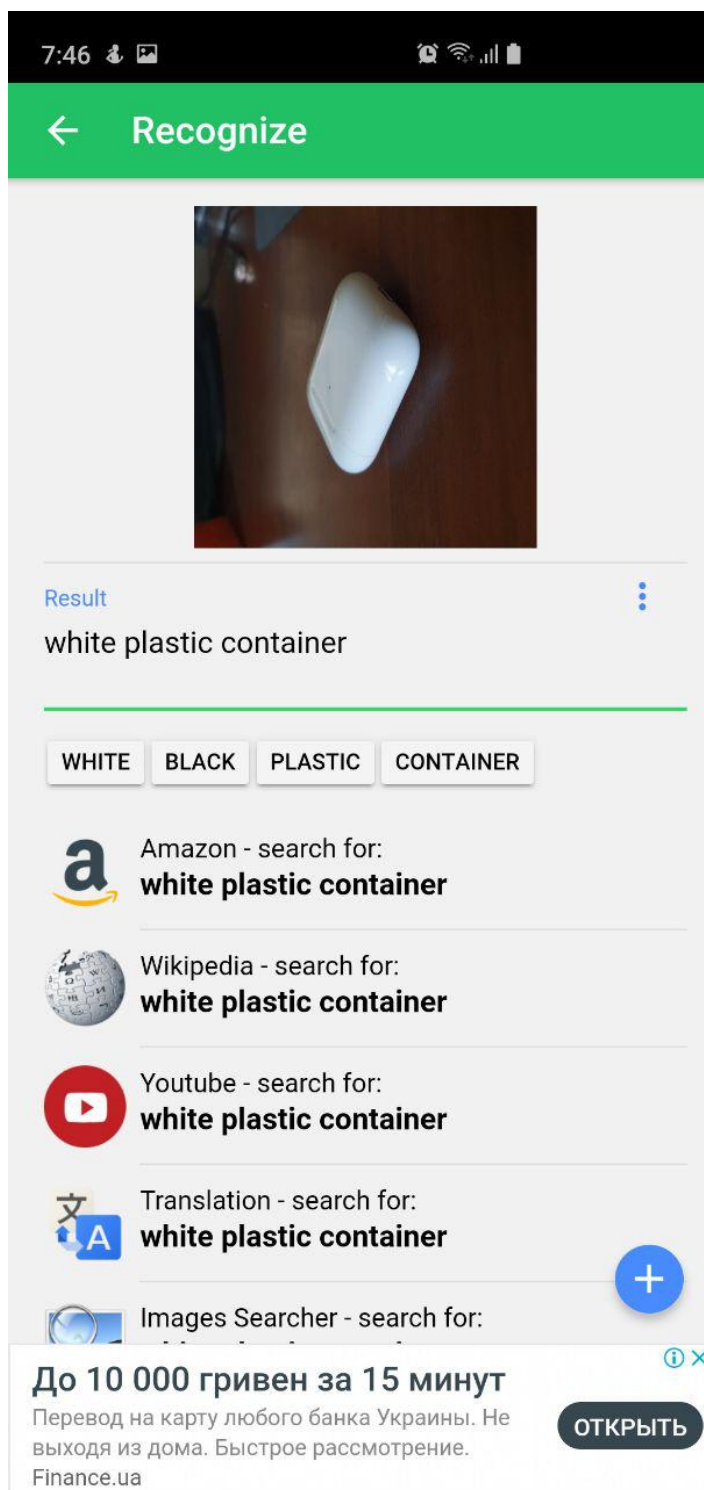 7:46
Recognize
Result
white plastic container
WHITE BLACK PLASTIC CONTAINER
a
Amazon - search for:
white plastic container
Wikipedia - search for:
white plastic container
Youtube - search for:
white plastic container
文 A
Translation - search for:
white plastic container
Images Searcher - search for:
До 10 000 гривен за 15 минут
Перевод на карту любого банка Украины. Не
выходя из дома. Быстрое рассмотрение.
Finance.ua
ОТКРЫТЬ